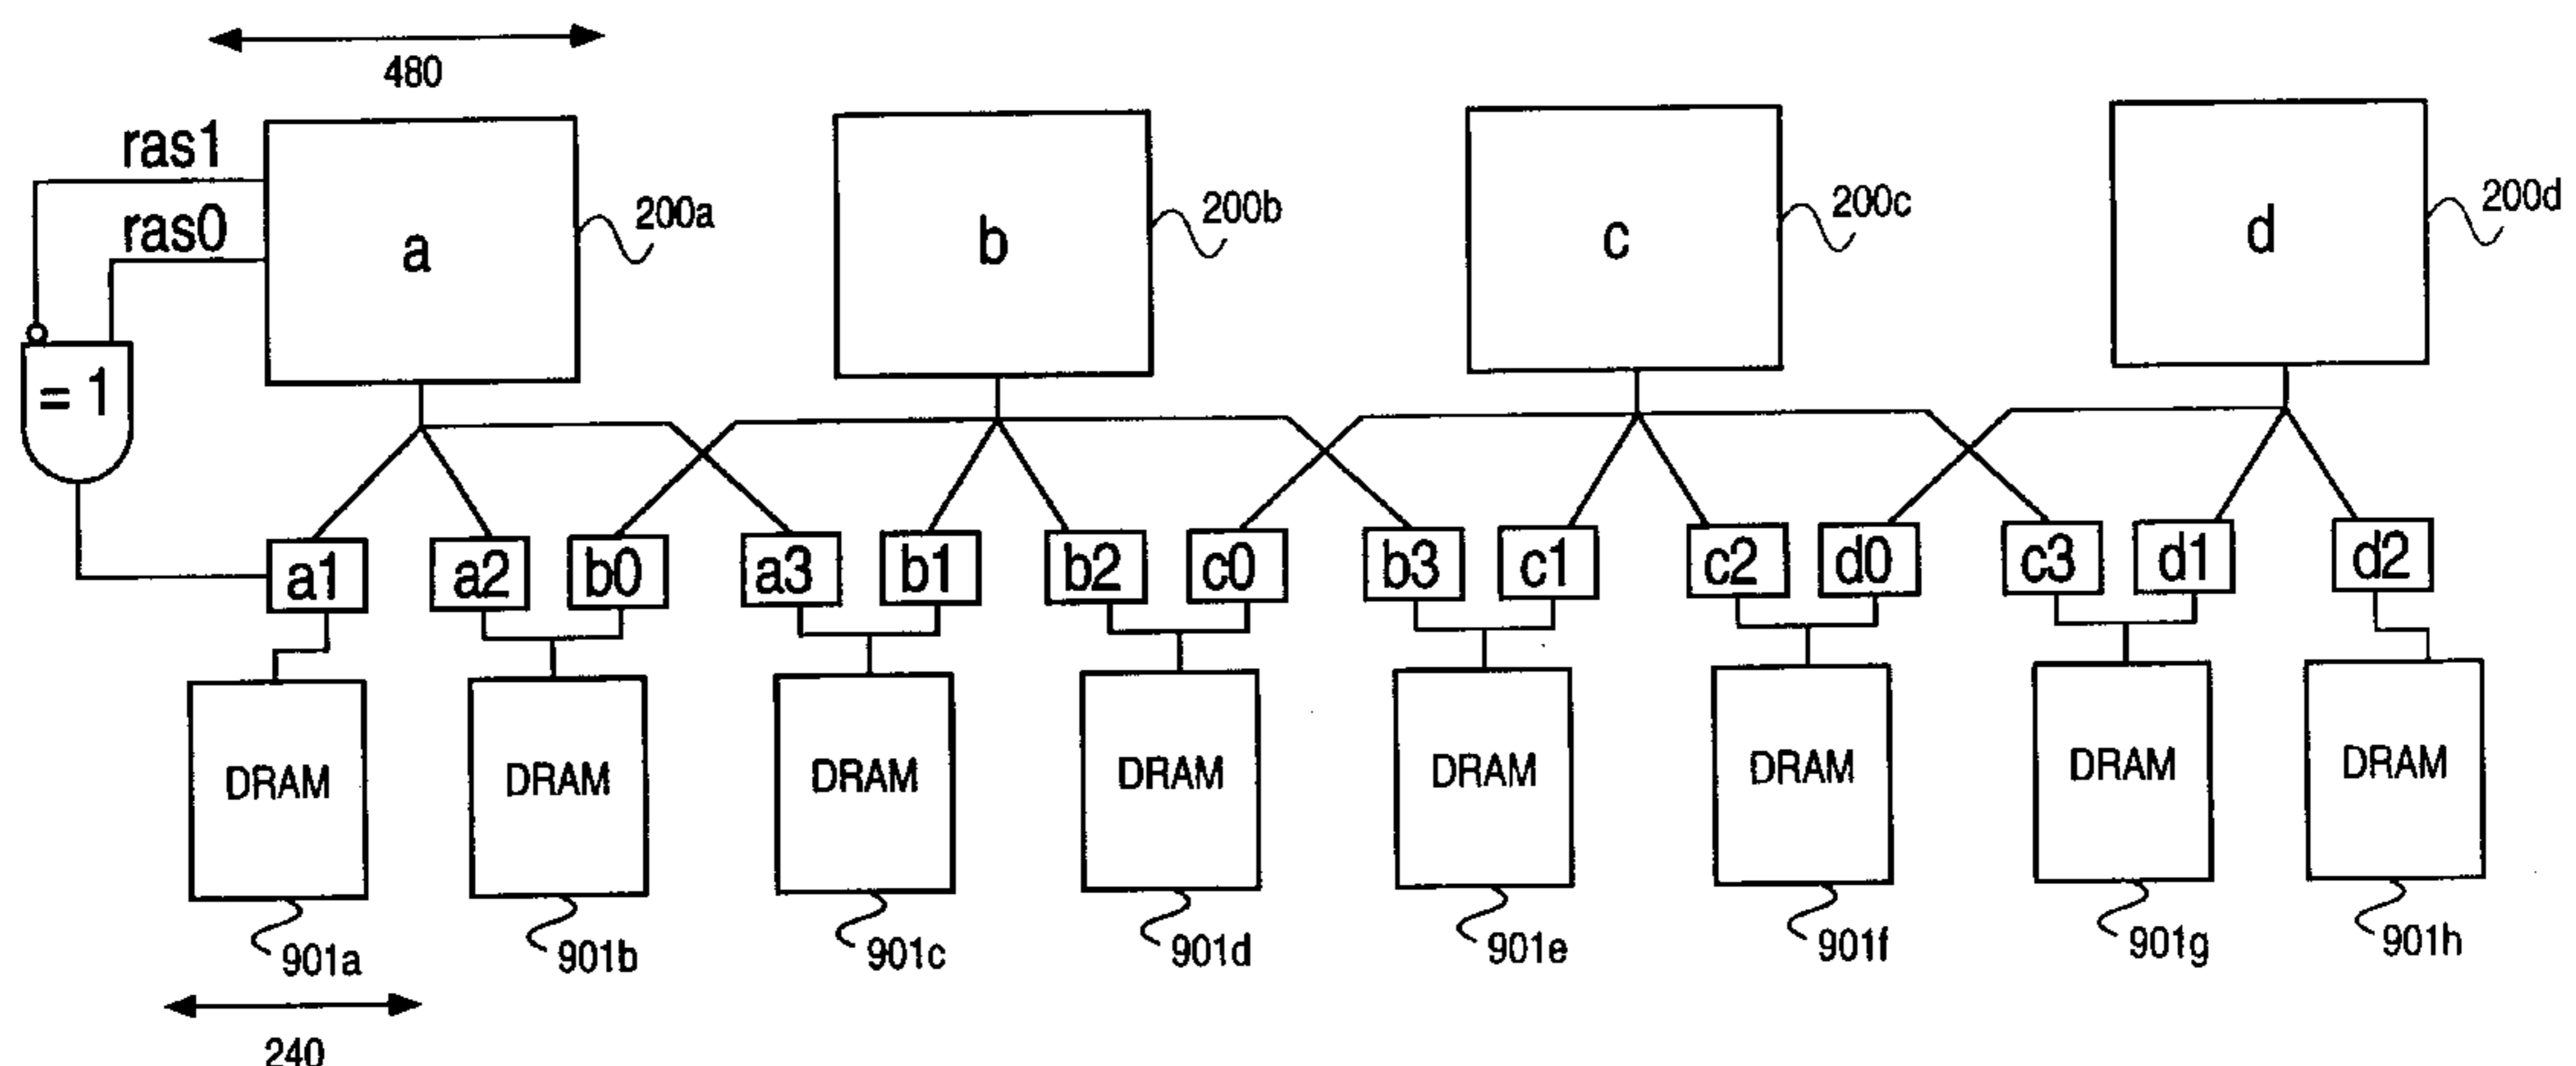 480
ras1
ras0
a
200a
b
200b
c
200c
d
200d
= 1
a1
a2
b0
a3
b1
b2
c0
b3
c1
c2
d0
c3
d1
d2
DRAM
DRAM
DRAM
DRAM
DRAM
DRAM
DRAM
DRAM
901a
901b
901c
901d
901e
901f
901g
901h
240